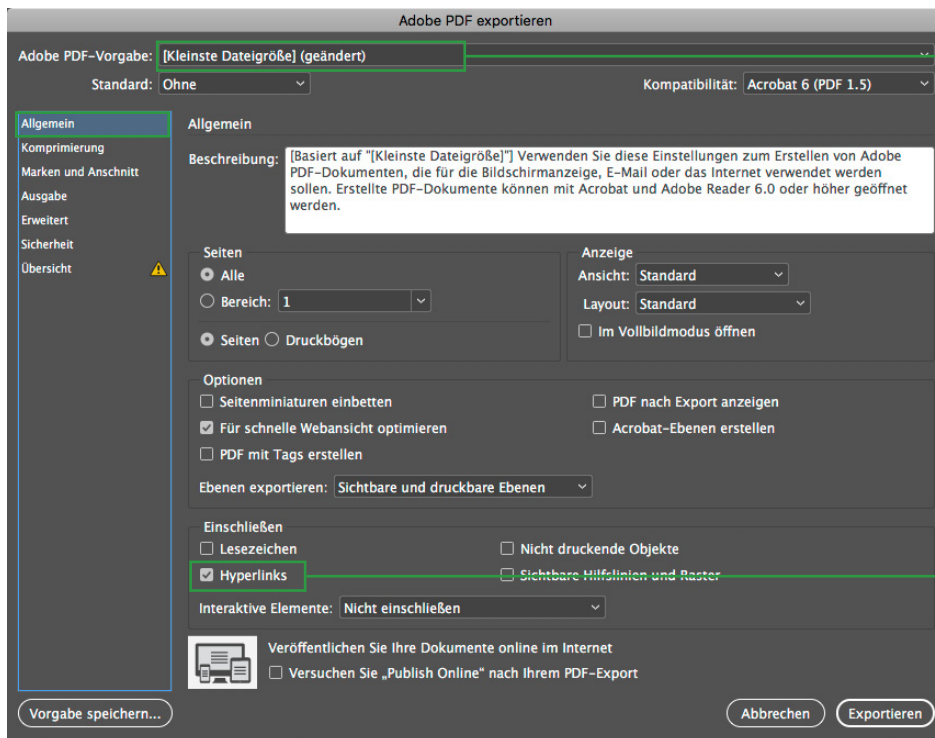 Adobe PDF exportieren
Adobe PDF-Vorgabe: [Kleinste Dateigröße] (geändert)
Standard: Ohne
Kompatibilität: Acrobat 6 (PDF 1.5)
Allgemein
Komprimierung
Marken und Anschnitt
Ausgabe
Erweitert
Sicherheit
Übersicht
Allgemein
Beschreibung: [Basiert auf "[Kleinste Dateigröße]"] Verwenden Sie diese Einstellungen zum Erstellen von Adobe
PDF-Dokumenten, die für die Bildschirmanzeige, E-Mail oder das Internet verwendet werden
sollen. Erstellte PDF-Dokumente können mit Acrobat und Adobe Reader 6.0 oder höher geöffnet
werden.
Seiten
Alle
Bereich: 1
Seiten Druckbögen
Anzeige
Ansicht: Standard
Layout: Standard
Im Vollbildmodus öffnen
Optionen
Seitenminiaturen einbetten
Für schnelle Webansicht optimieren
PDF mit Tags erstellen
PDF nach Export anzeigen
Acrobat-Ebenen erstellen
Ebenen exportieren: Sichtbare und druckbare Ebenen
Einschließen
Lesezeichen
Hyperlinks
Nicht druckende Objekte
Sichtbare Hilfslinien und Raster
Interaktive Elemente: Nicht einschließen
Veröffentlichen Sie Ihre Dokumente online im Internet
Versuchen Sie „Publish Online“ nach Ihrem PDF-Export
Vorgabe speichern...
Abbrechen
Exportieren